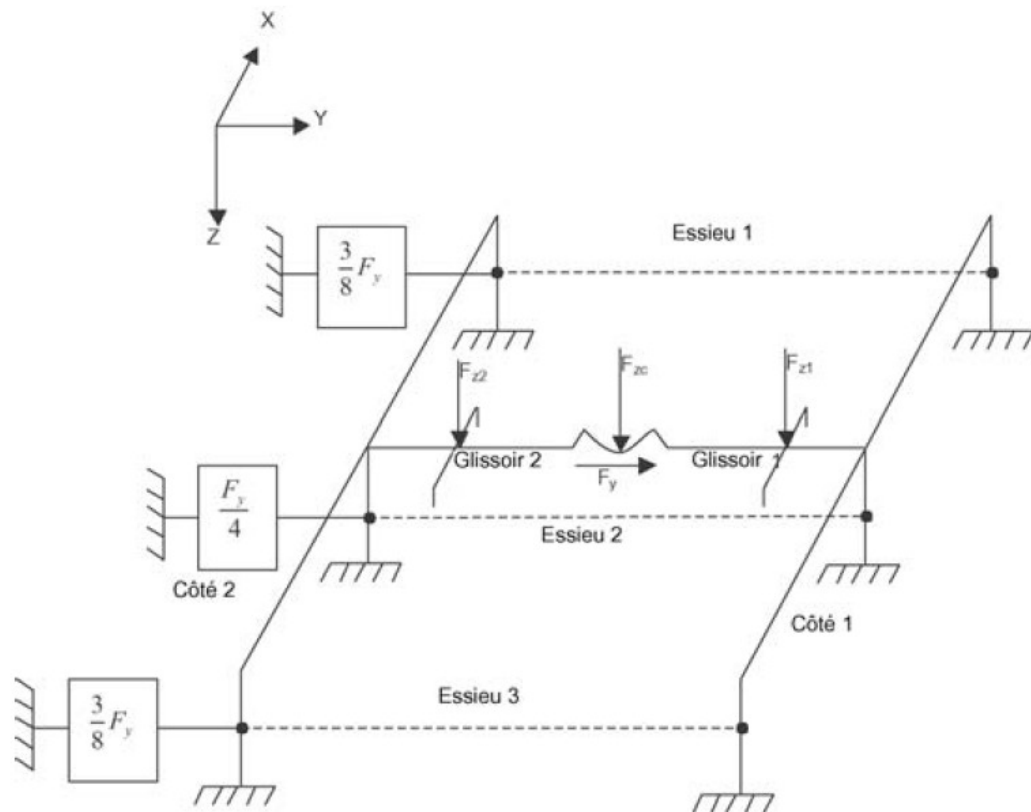 X
Y
Z
Essieu 1
3/8 F_y
F_z2
F_zc
F_z1
Glissoir 2
Glissoir 1
F_y
F_y/4
Essieu 2
Côté 2
Côté 1
Essieu 3
3/8 F_y